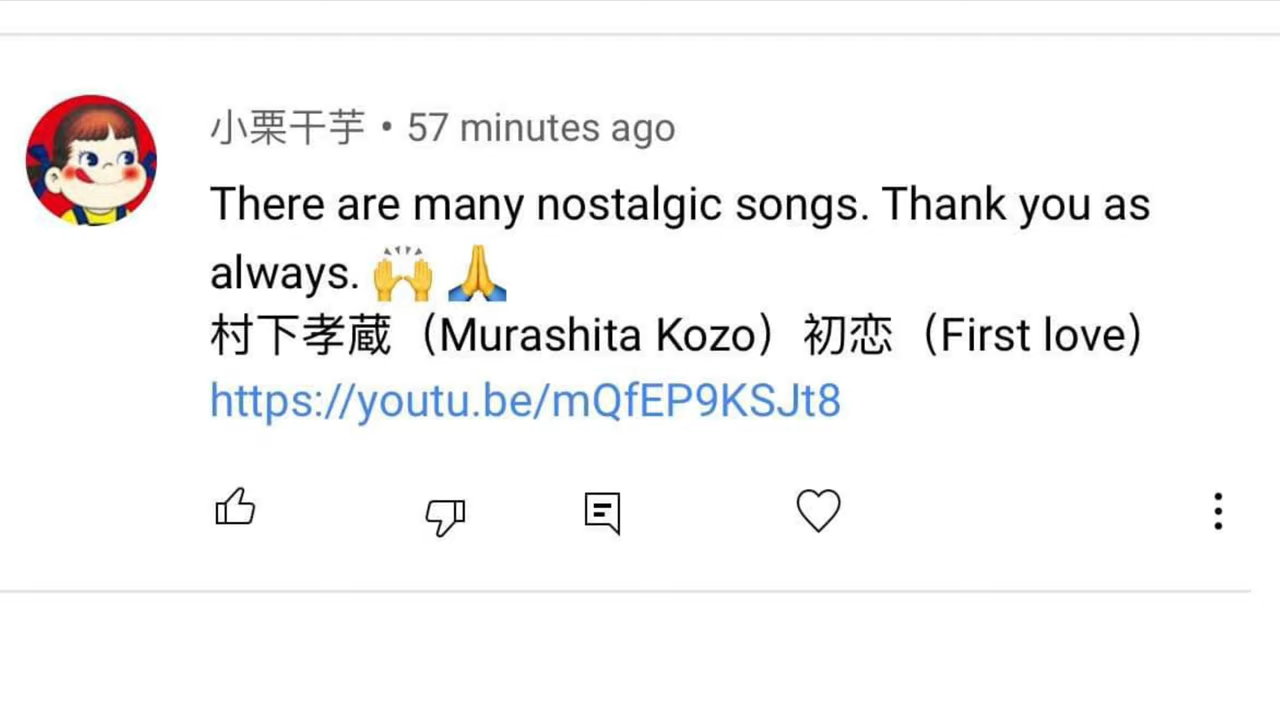 小栗干芋 • 57 minutes ago
There are many nostalgic songs. Thank you as
always. 🙌 🙏
村下孝蔵（Murashita Kozo）初恋（First love）
https://youtu.be/mQfEP9KSJt8